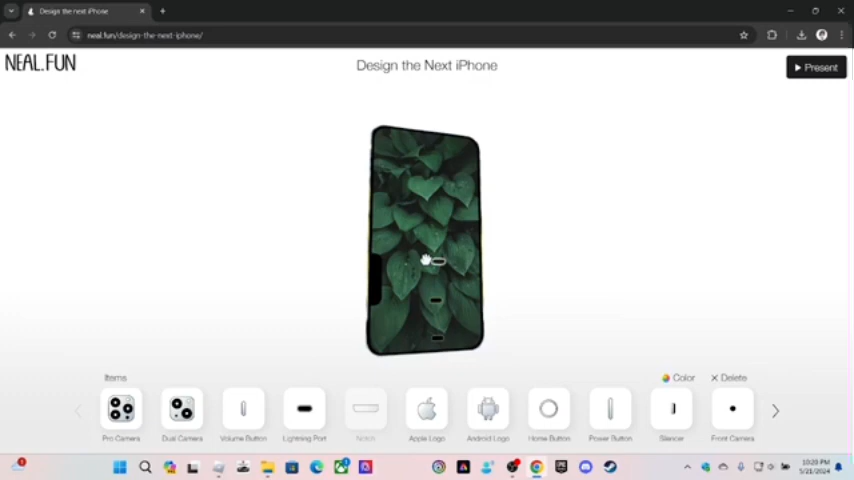 Design the next iPhone
neal.fun/design-the-next-iphone/
NEAL.FUN
Design the Next iPhone
Present
Items
Color
Delete
Pro Camera
Dual Camera
Volume Button
Lightning Port
Notch
Apple Logo
Android Logo
Home Button
Power Button
Silencer
Front Camera
10:20 PM
5/21/2024